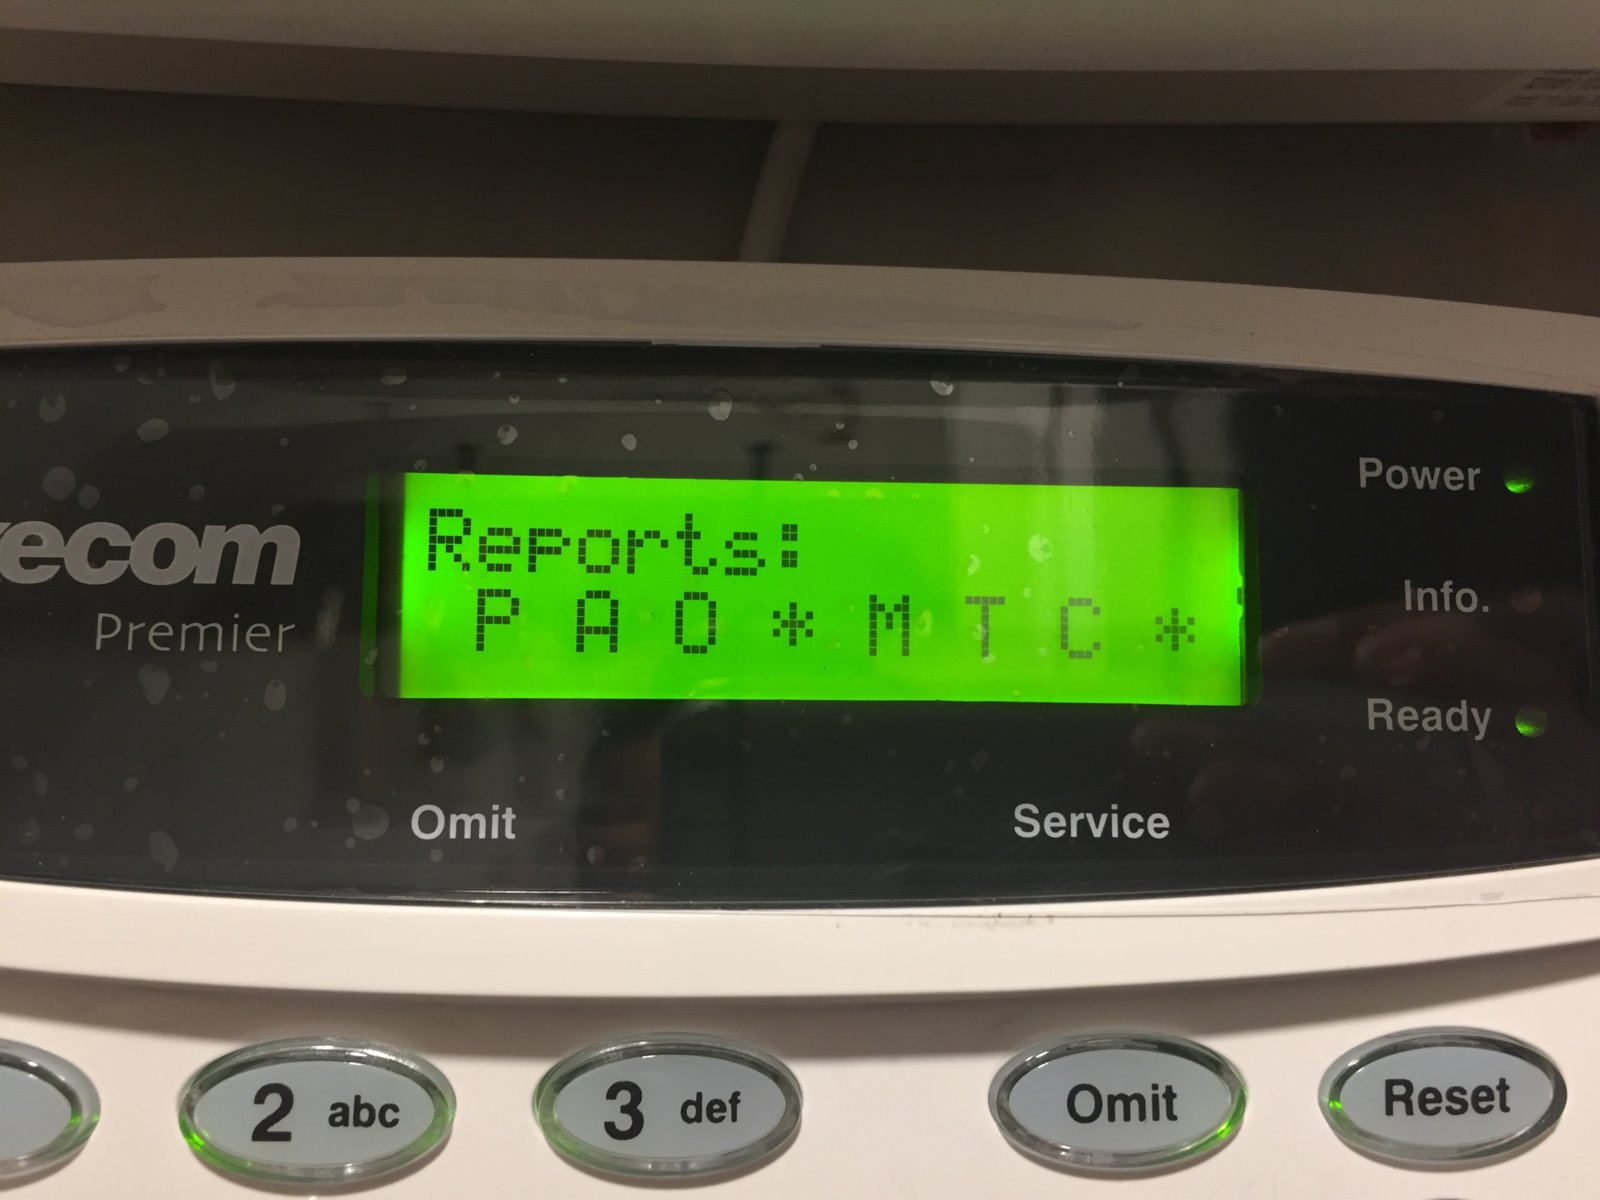 Reports:
P A O * M T C *
Power
Info.
Ready
ecom
Premier
Omit
Service
2 abc
3 def
Omit
Reset